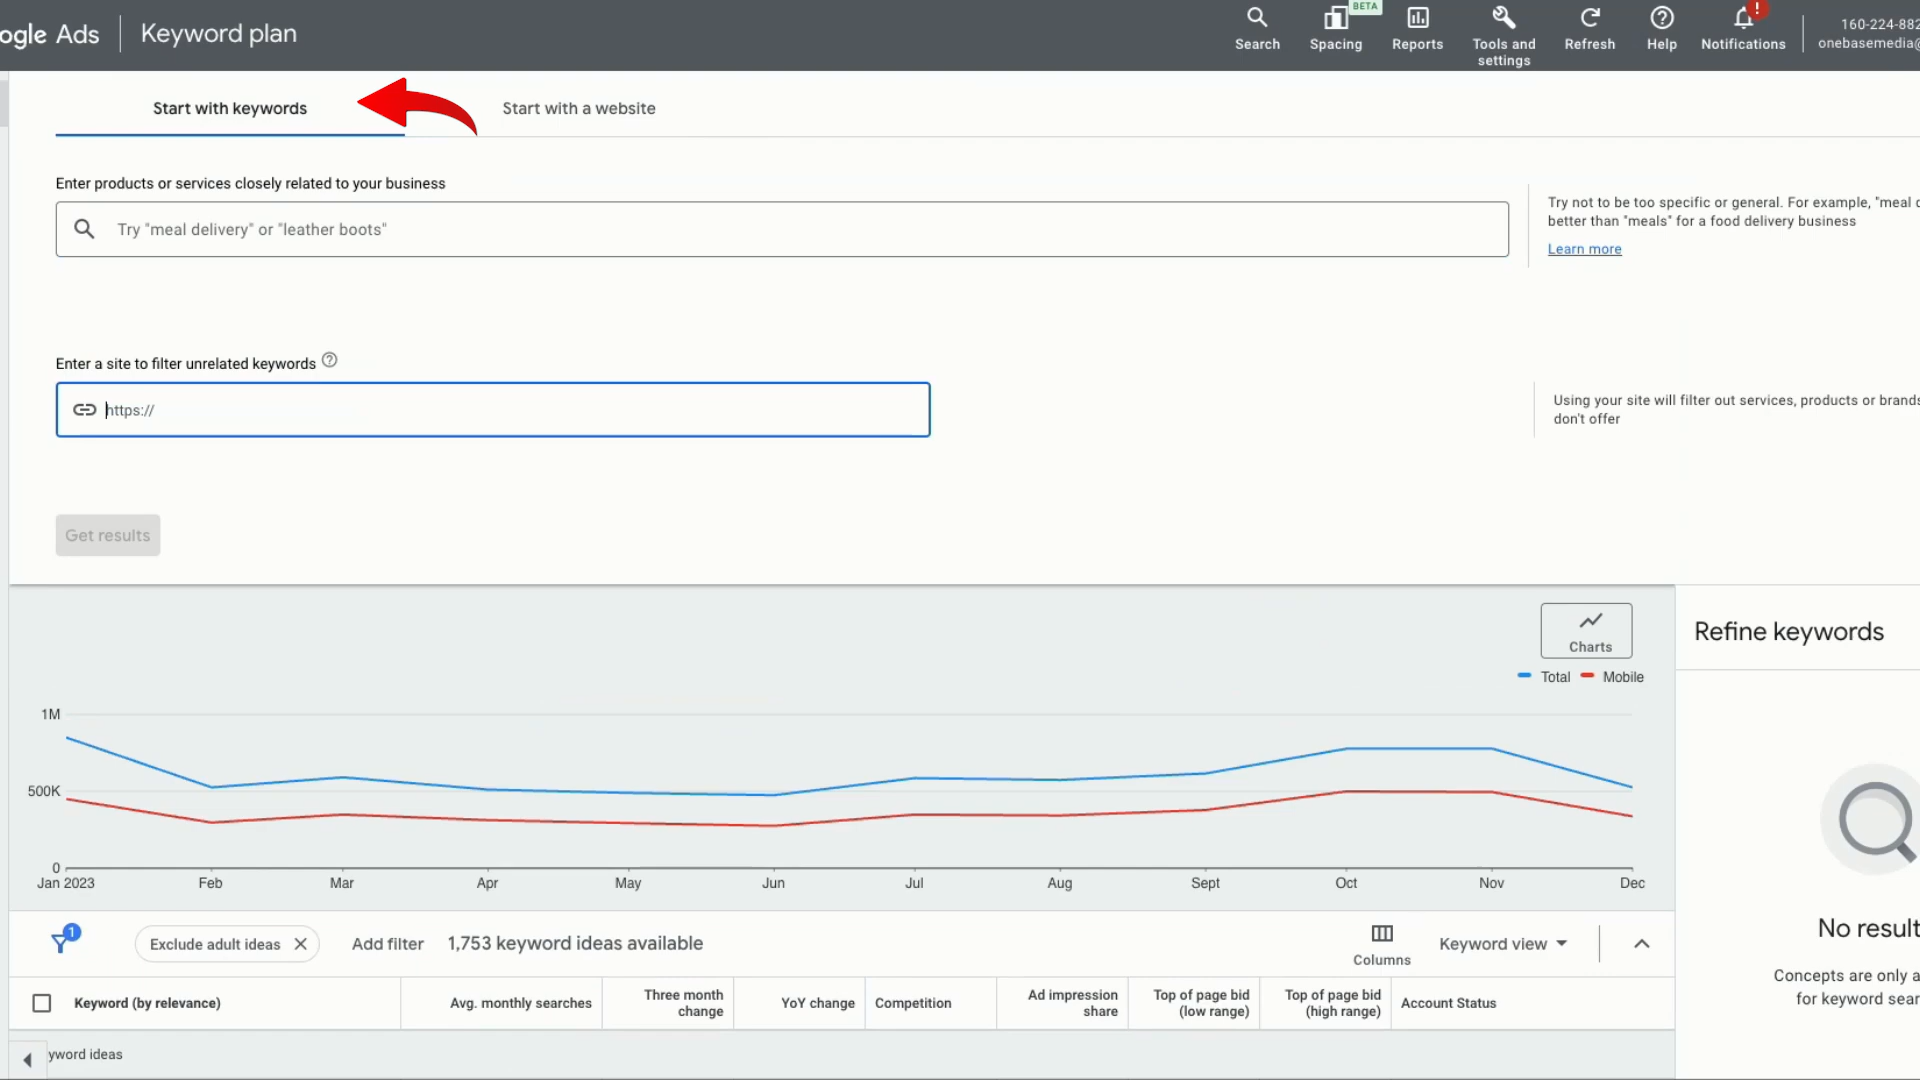 ogle Ads
Keyword plan
Search
BETA
Spacing
Reports
Tools and
settings
Refresh
Help
!
Notifications
160-224-882
onebasemedia@
Start with keywords
Start with a website
Enter products or services closely related to your business
Try "meal delivery" or "leather boots"
Try not to be too specific or general. For example, "meal d
better than "meals" for a food delivery business
Learn more
Enter a site to filter unrelated keywords
https://
Using your site will filter out services, products or brands
don't offer
Get results
Charts
Total
Mobile
Refine keywords
1M
500K
0
Jan 2023
Feb
Mar
Apr
May
Jun
Jul
Aug
Sept
Oct
Nov
Dec
No result
Concepts are only a
for keyword sear
1
Exclude adult ideas
Add filter
1,753 keyword ideas available
Columns
Keyword view
Keyword (by relevance)
Avg. monthly searches
Three month
change
YoY change
Competition
Ad impression
share
Top of page bid
(low range)
Top of page bid
(high range)
Account Status
yword ideas